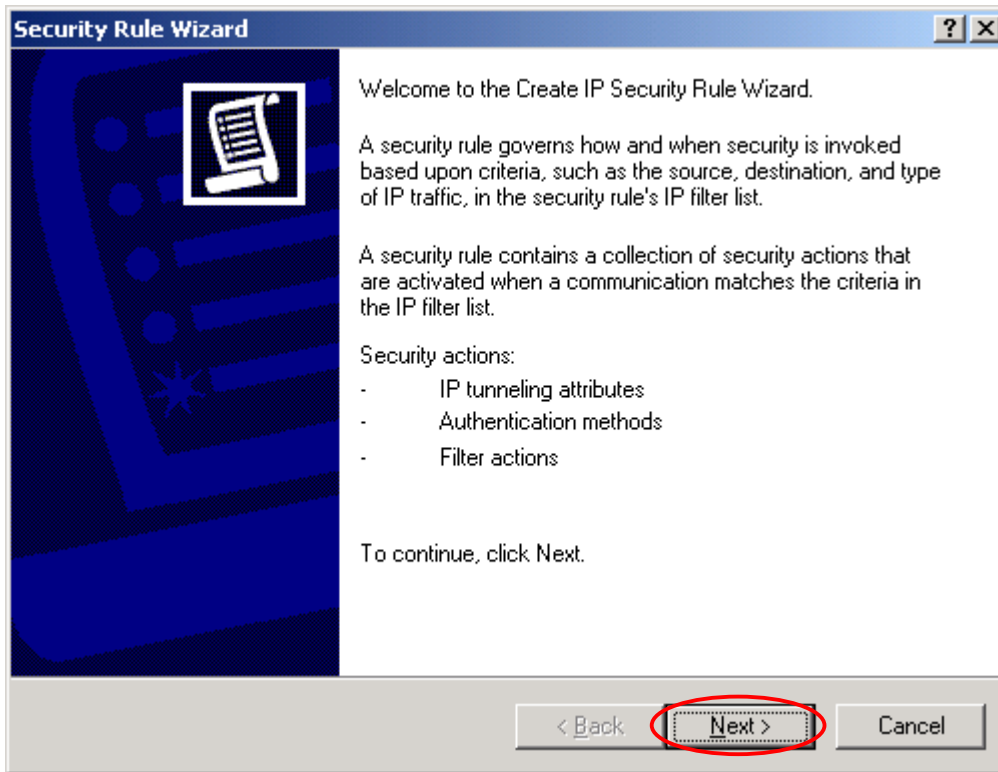 Security Rule Wizard
Welcome to the Create IP Security Rule Wizard.
A security rule governs how and when security is invoked
based upon criteria, such as the source, destination, and type
of IP traffic, in the security rule's IP filter list.
A security rule contains a collection of security actions that
are activated when a communication matches the criteria in
the IP filter list.
Security actions:
- IP tunneling attributes
- Authentication methods
- Filter actions
To continue, click Next.
< Back Next > Cancel